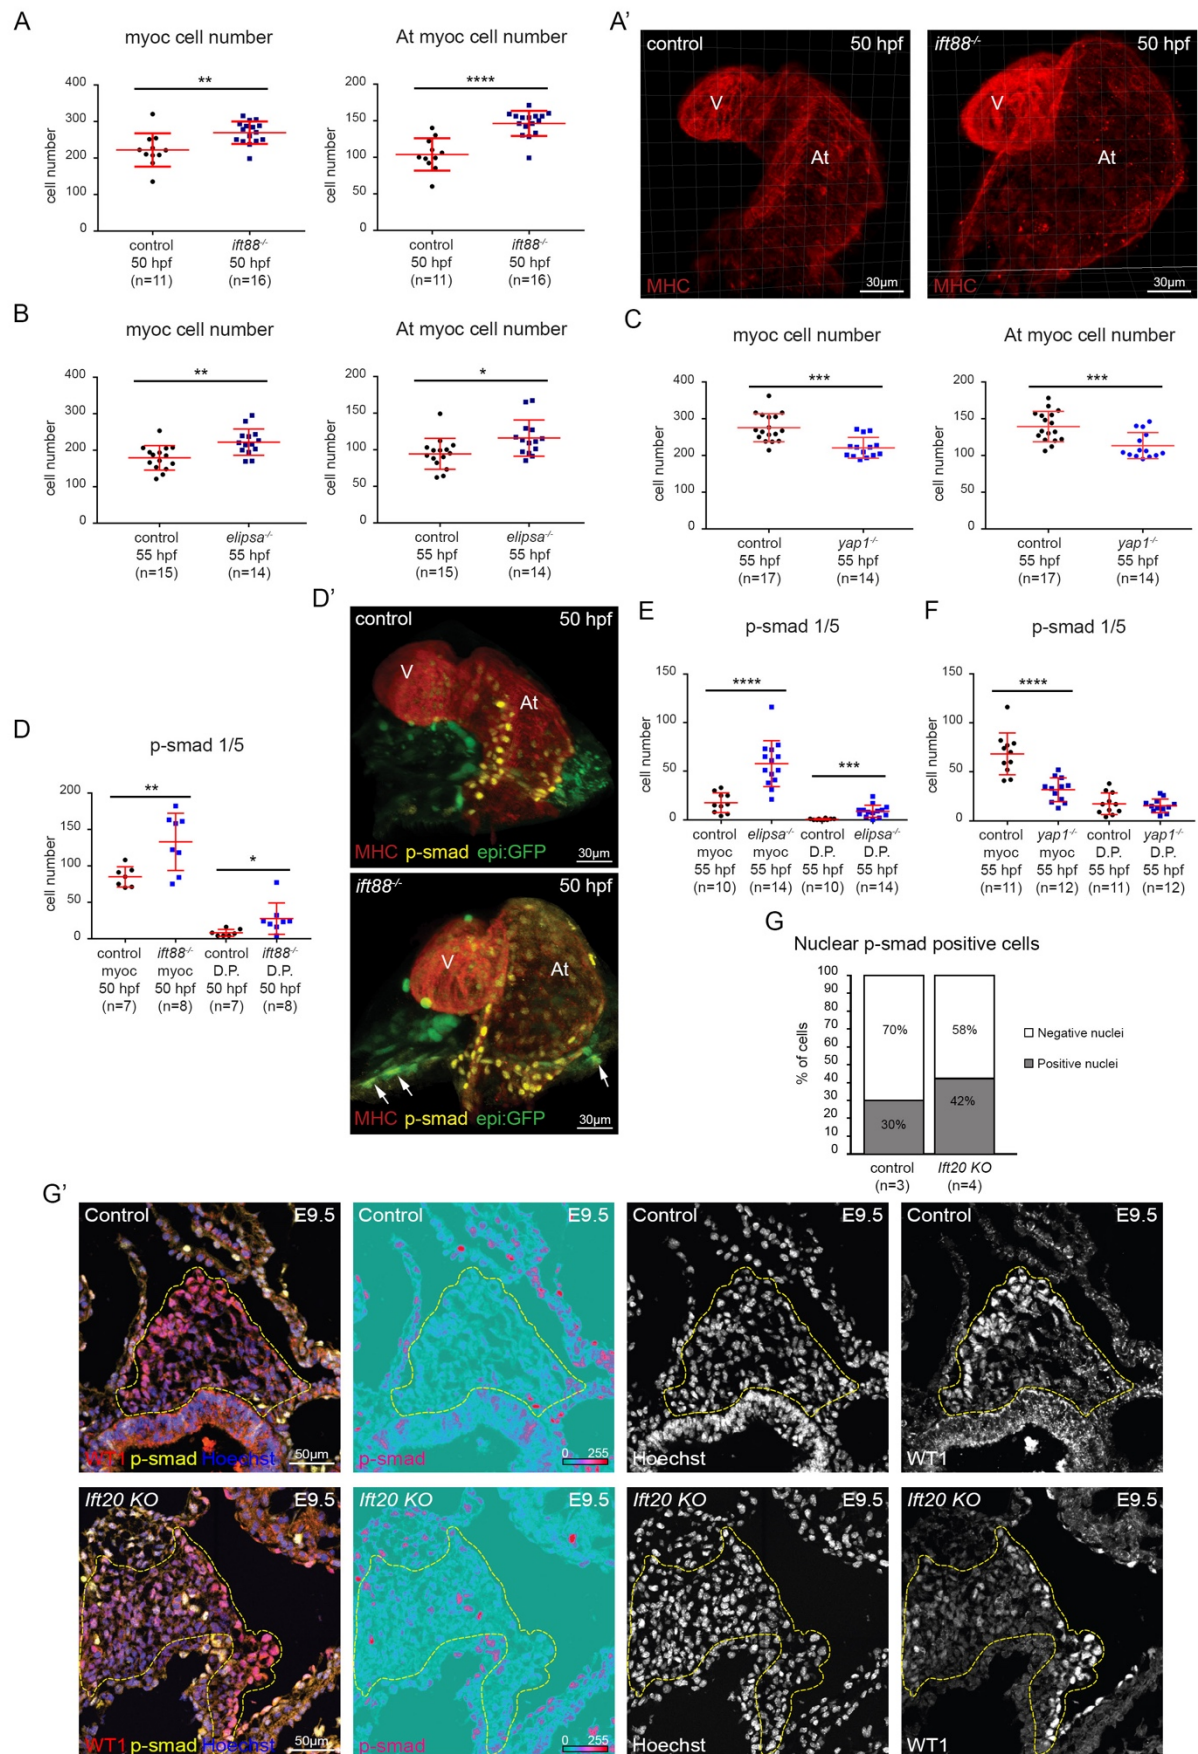 A
myoc cell number
**
cell number
400
300
200
100
0
control
50 hpf
(n=11)
ift88-/-
50 hpf
(n=16)
At myoc cell number
****
cell number
200
150
100
50
0
control
50 hpf
(n=11)
ift88-/-
50 hpf
(n=16)
A'
control 50 hpf
V
At
MHC 30µm
ift88-/- 50 hpf
V
At
MHC 30µm
B
myoc cell number
**
cell number
400
300
200
100
0
control
55 hpf
(n=15)
elipsa-/-
55 hpf
(n=14)
At myoc cell number
*
cell number
200
150
100
50
0
control
55 hpf
(n=15)
elipsa-/-
55 hpf
(n=14)
C
myoc cell number
***
cell number
400
300
200
100
0
control
55 hpf
(n=17)
yap1-/-
55 hpf
(n=14)
At myoc cell number
***
cell number
200
150
100
50
0
control
55 hpf
(n=17)
yap1-/-
55 hpf
(n=14)
D
p-smad 1/5
**
*
cell number
200
150
100
50
0
control
myoc
50 hpf
(n=7)
ift88-/-
myoc
50 hpf
(n=8)
control
D.P.
50 hpf
(n=7)
ift88-/-
D.P.
50 hpf
(n=8)
D'
control 50 hpf
V
At
MHC p-smad epi:GFP
30µm
ift88-/- 50 hpf
V
At
MHC p-smad epi:GFP
30µm
E
p-smad 1/5
****
***
cell number
150
100
50
0
control
myoc
55 hpf
(n=10)
elipsa-/-
myoc
55 hpf
(n=14)
control
D.P.
55 hpf
(n=10)
elipsa-/-
D.P.
55 hpf
(n=14)
F
p-smad 1/5
****
cell number
150
100
50
0
control
myoc
55 hpf
(n=11)
yap1-/-
myoc
55 hpf
(n=12)
control
D.P.
55 hpf
(n=11)
yap1-/-
D.P.
55 hpf
(n=12)
G
Nuclear p-smad positive cells
% of cells
100
90
80
70
60
50
40
30
20
10
0
70%
30%
58%
42%
Negative nuclei
Positive nuclei
control
(n=3)
Ift20 KO
(n=4)
G'
Control E9.5
WT1 p-smad Hoechst
50µm
Control E9.5
p-smad
0 255
Control E9.5
Hoechst
Control E9.5
WT1
Ift20 KO E9.5
WT1 p-smad Hoechst
50µm
Ift20 KO E9.5
p-smad
0 255
Ift20 KO E9.5
Hoechst
Ift20 KO E9.5
WT1